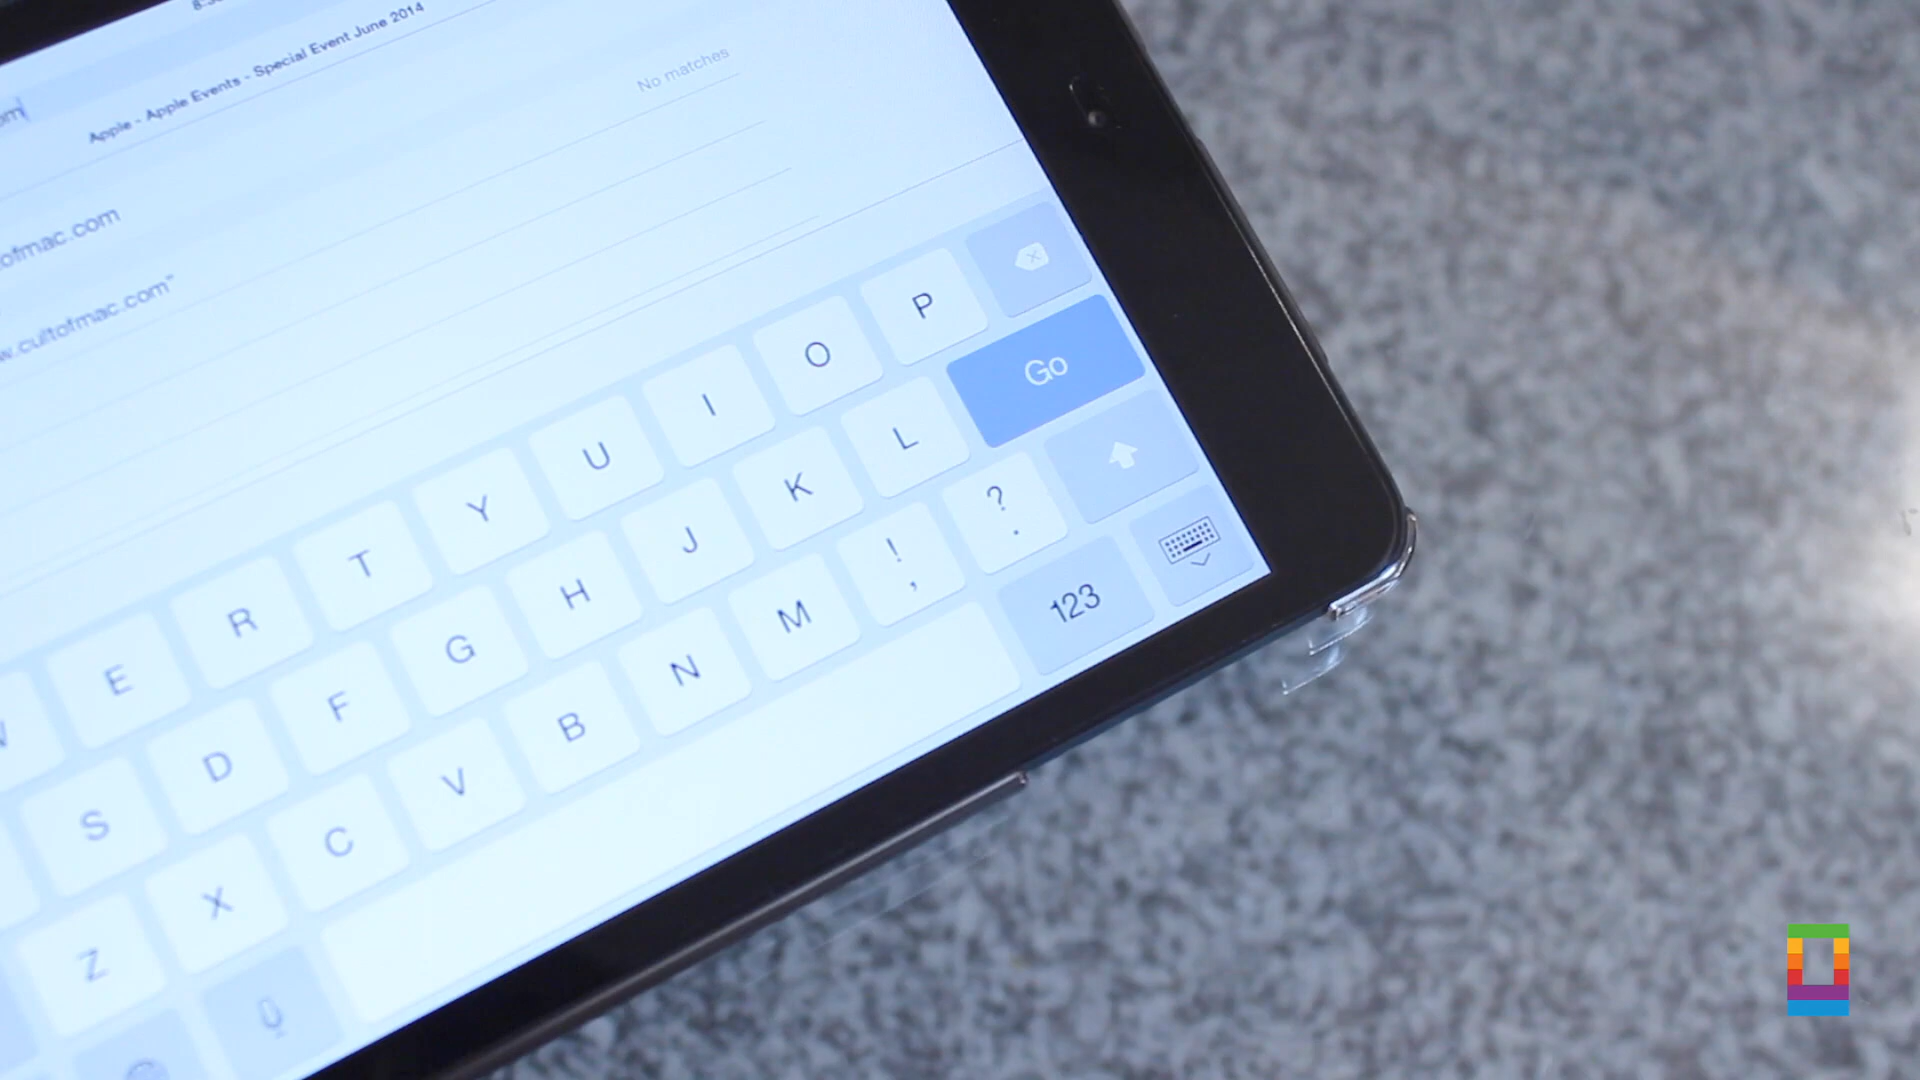 Apple - Apple Events - Special Event June 2014
No matches
ofmac.com
w.cultofmac.com"
E R T Y U I O P
S D F G H J K L Go
Z X C V B N M ! , ? .
123